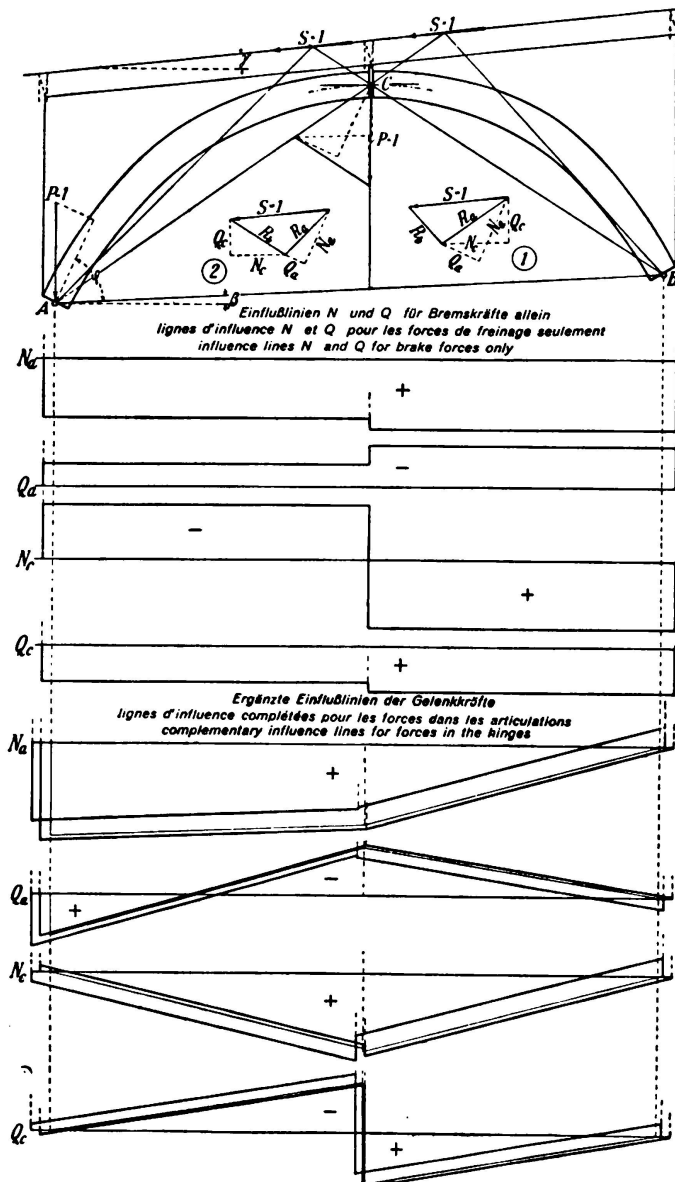 S-1
S-1
γ
C
P-1
P-1
S-1
S-1
Qc
R_b
Ra
Na
Nc
Qa
R_b
Ra
Na
Qc
Nc
Qa
2
1
φ
A
β
B
Einflußlinien N und Q für Bremskräfte allein
lignes d'influence N et Q pour les forces de freinage seulement
influence lines N and Q for brake forces only
Na
+
Qa
-
Nc
-
+
Qc
+
Ergänzte Einflußlinien der Gelenkkräfte
lignes d'influence complétées pour les forces dans les articulations
complementary influence lines for forces in the kinges
Na
+
Qa
+
-
Nc
+
Qc
-
+